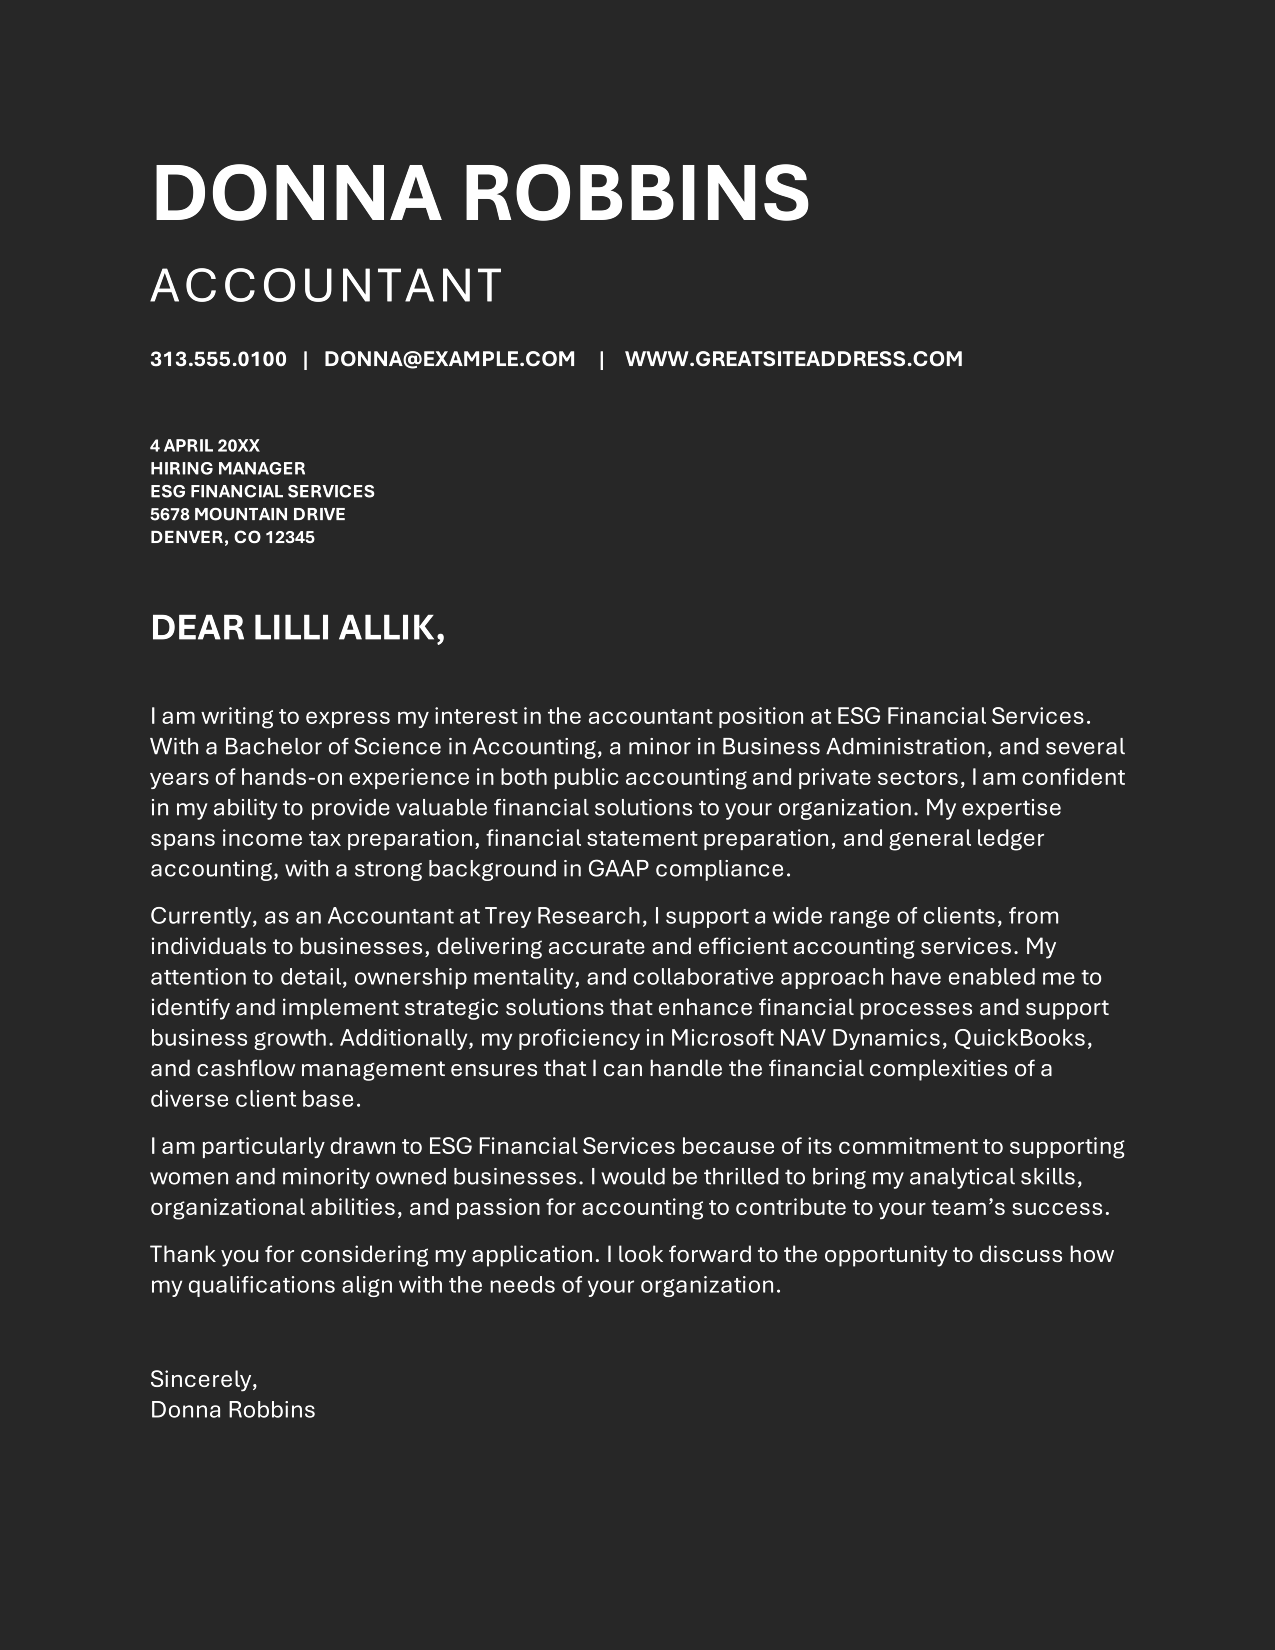 DONNA ROBBINS
ACCOUNTANT
313.555.0100 | DONNA@EXAMPLE.COM | WWW.GREATSITEADDRESS.COM
4 APRIL 20XX
HIRING MANAGER
ESG FINANCIAL SERVICES
5678 MOUNTAIN DRIVE
DENVER, CO 12345
DEAR LILLI ALLIK,
I am writing to express my interest in the accountant position at ESG Financial Services.
With a Bachelor of Science in Accounting, a minor in Business Administration, and several
years of hands-on experience in both public accounting and private sectors, I am confident
in my ability to provide valuable financial solutions to your organization. My expertise
spans income tax preparation, financial statement preparation, and general ledger
accounting, with a strong background in GAAP compliance.
Currently, as an Accountant at Trey Research, I support a wide range of clients, from
individuals to businesses, delivering accurate and efficient accounting services. My
attention to detail, ownership mentality, and collaborative approach have enabled me to
identify and implement strategic solutions that enhance financial processes and support
business growth. Additionally, my proficiency in Microsoft NAV Dynamics, QuickBooks,
and cashflow management ensures that I can handle the financial complexities of a
diverse client base.
I am particularly drawn to ESG Financial Services because of its commitment to supporting
women and minority owned businesses. I would be thrilled to bring my analytical skills,
organizational abilities, and passion for accounting to contribute to your team’s success.
Thank you for considering my application. I look forward to the opportunity to discuss how
my qualifications align with the needs of your organization.
Sincerely,
Donna Robbins